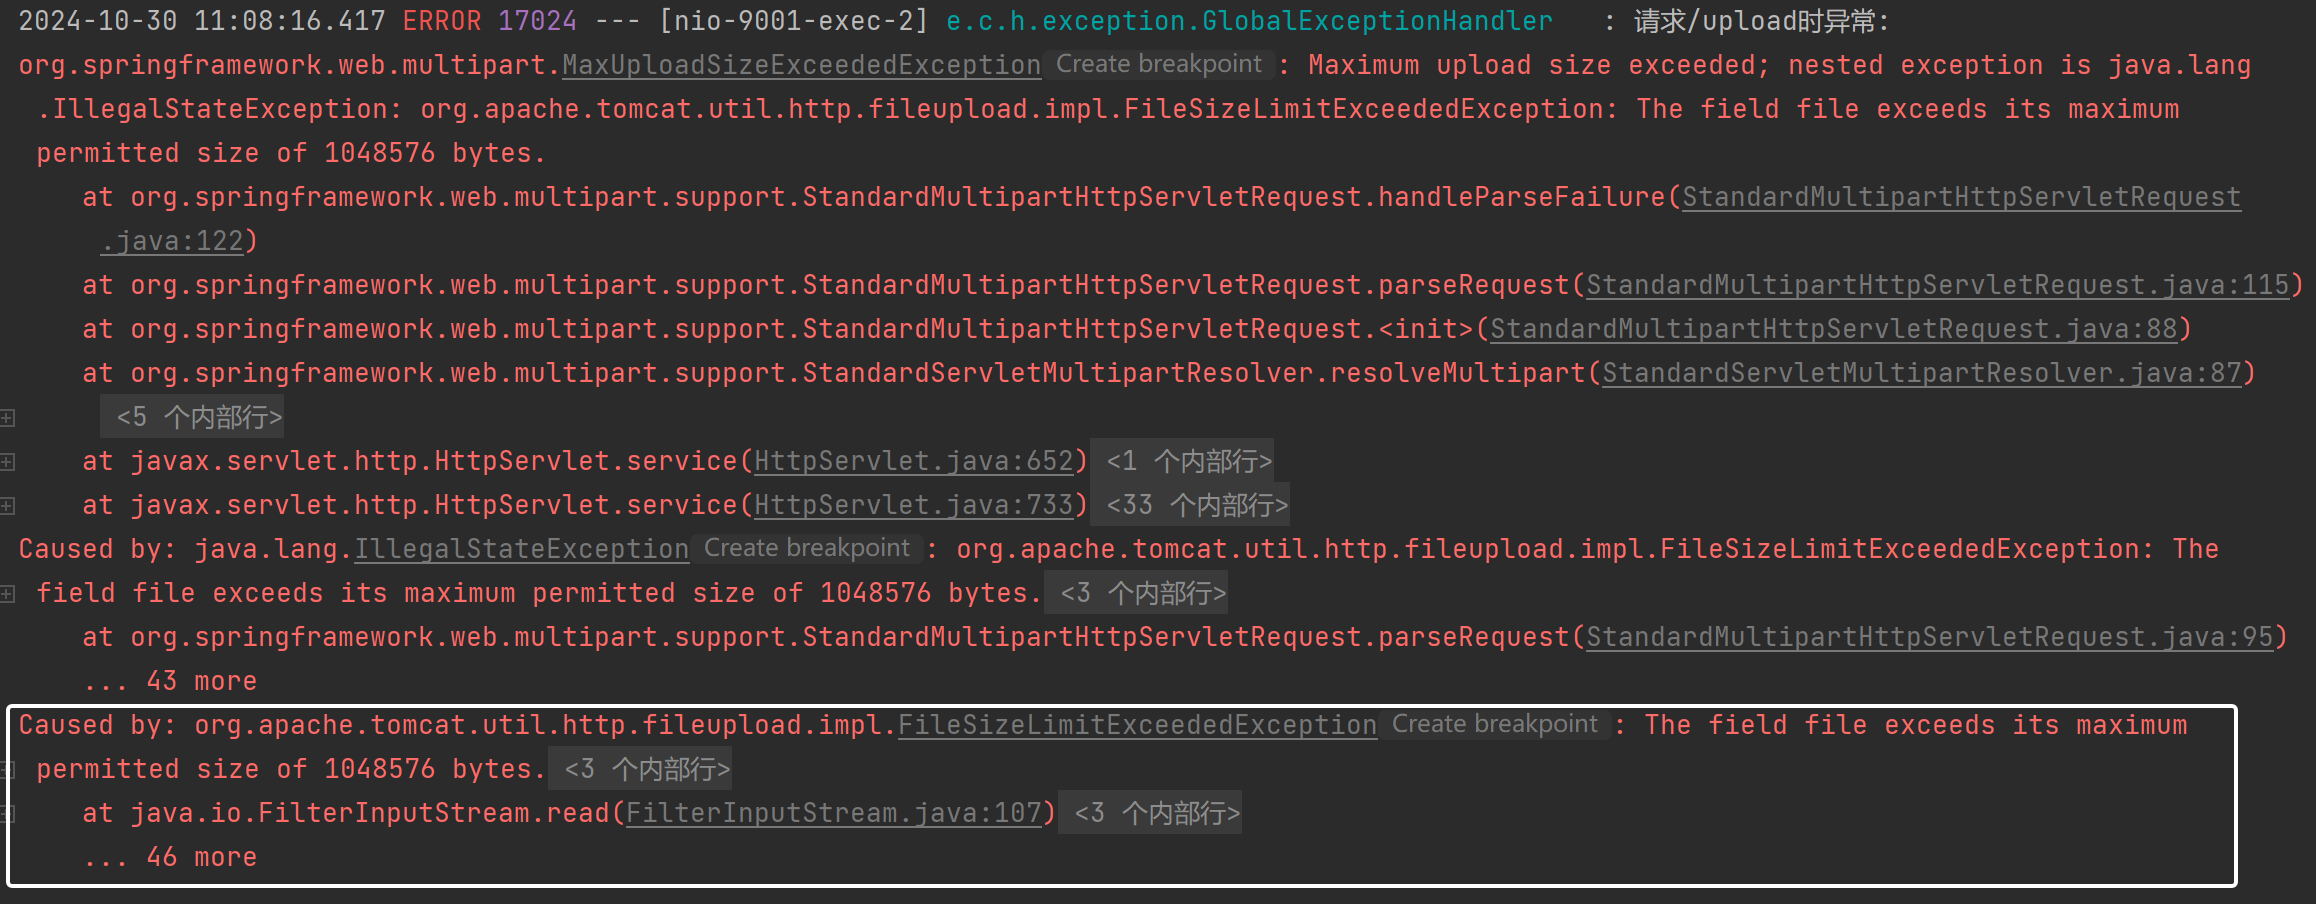 2024-10-30 11:08:16.417 ERROR 17024 --- [nio-9001-exec-2] e.c.h.exception.GlobalExceptionHandler   : 请求/upload时异常:
org.springframework.web.multipart.MaxUploadSizeExceededException Create breakpoint : Maximum upload size exceeded; nested exception is java.lang
.IllegalStateException: org.apache.tomcat.util.http.fileupload.impl.FileSizeLimitExceededException: The field file exceeds its maximum
permitted size of 1048576 bytes.
at org.springframework.web.multipart.support.StandardMultipartHttpServletRequest.handleParseFailure(StandardMultipartHttpServletRequest
.java:122)
at org.springframework.web.multipart.support.StandardMultipartHttpServletRequest.parseRequest(StandardMultipartHttpServletRequest.java:115)
at org.springframework.web.multipart.support.StandardMultipartHttpServletRequest.<init>(StandardMultipartHttpServletRequest.java:88)
at org.springframework.web.multipart.support.StandardServletMultipartResolver.resolveMultipart(StandardServletMultipartResolver.java:87)
<5 个内部行>
at javax.servlet.http.HttpServlet.service(HttpServlet.java:652) <1 个内部行>
at javax.servlet.http.HttpServlet.service(HttpServlet.java:733) <33 个内部行>
Caused by: java.lang.IllegalStateException Create breakpoint : org.apache.tomcat.util.http.fileupload.impl.FileSizeLimitExceededException: The
field file exceeds its maximum permitted size of 1048576 bytes. <3 个内部行>
at org.springframework.web.multipart.support.StandardMultipartHttpServletRequest.parseRequest(StandardMultipartHttpServletRequest.java:95)
... 43 more
Caused by: org.apache.tomcat.util.http.fileupload.impl.FileSizeLimitExceededException Create breakpoint : The field file exceeds its maximum
permitted size of 1048576 bytes. <3 个内部行>
at java.io.FilterInputStream.read(FilterInputStream.java:107) <3 个内部行>
... 46 more